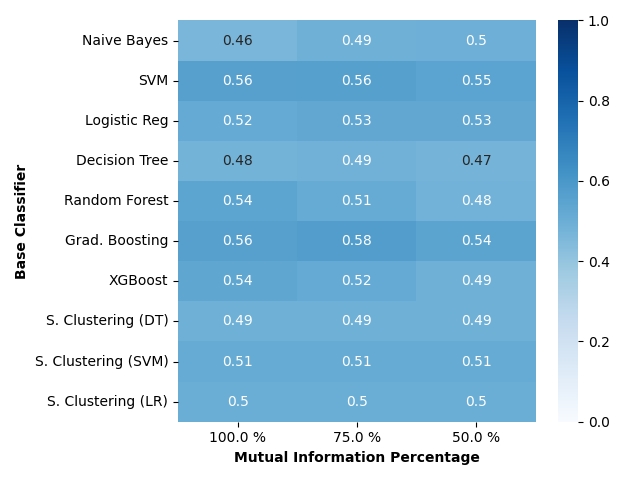 Naive Bayes 0.46 0.49 0.5
SVM 0.56 0.56 0.55
Logistic Reg 0.52 0.53 0.53
Decision Tree 0.48 0.49 0.47
Random Forest 0.54 0.51 0.48
Grad. Boosting 0.56 0.58 0.54
XGBoost 0.54 0.52 0.49
S. Clustering (DT) 0.49 0.49 0.49
S. Clustering (SVM) 0.51 0.51 0.51
S. Clustering (LR) 0.5 0.5 0.5
100.0 % 75.0 % 50.0 %
Mutual Information Percentage
Base Classifier
1.0
0.8
0.6
0.4
0.2
0.0